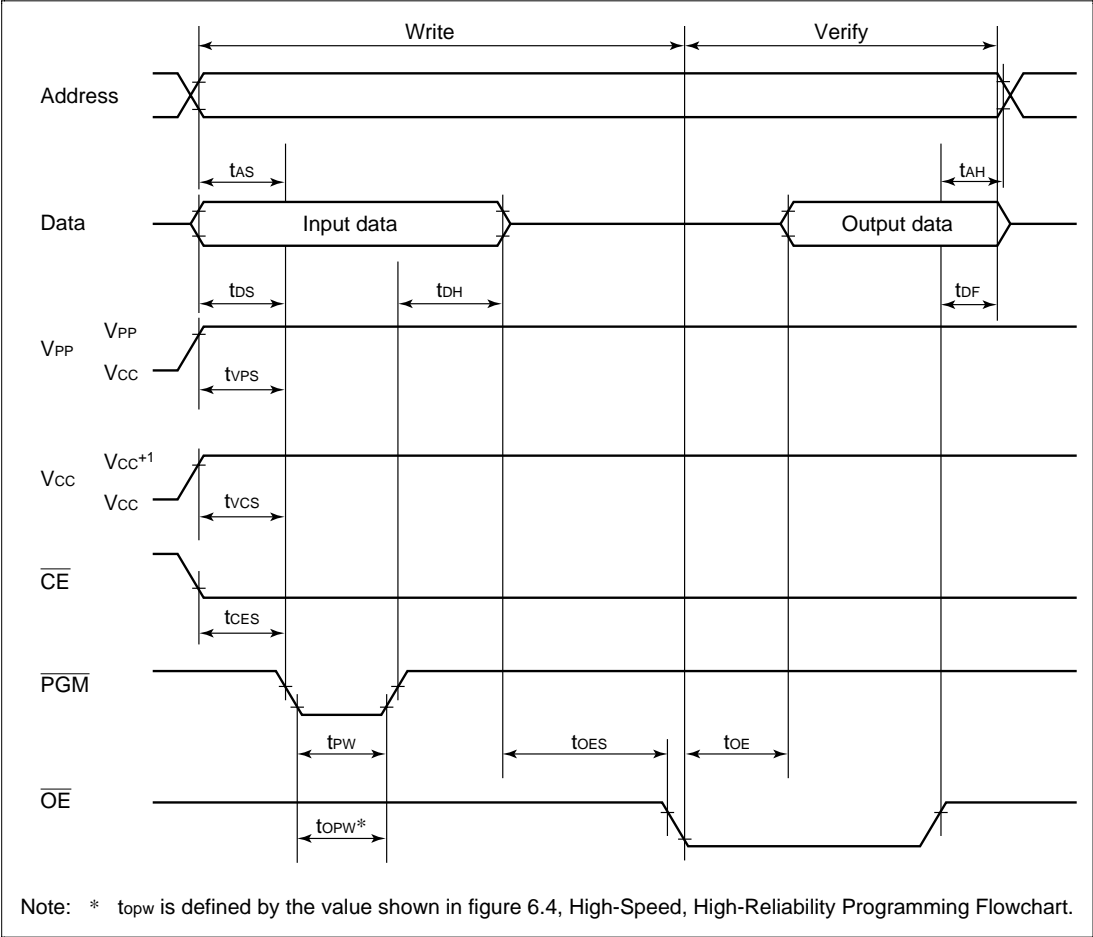 Write Verify
Address
tAS tAH
Data Input data Output data
tDS tDH tDF
VPP VPP
VCC
tVPS
VCC VCC+1
VCC
tVCS
CE
tCES
PGM
tPW tOES tOE
OE
tOPW*
Note: * topw is defined by the value shown in figure 6.4, High-Speed, High-Reliability Programming Flowchart.